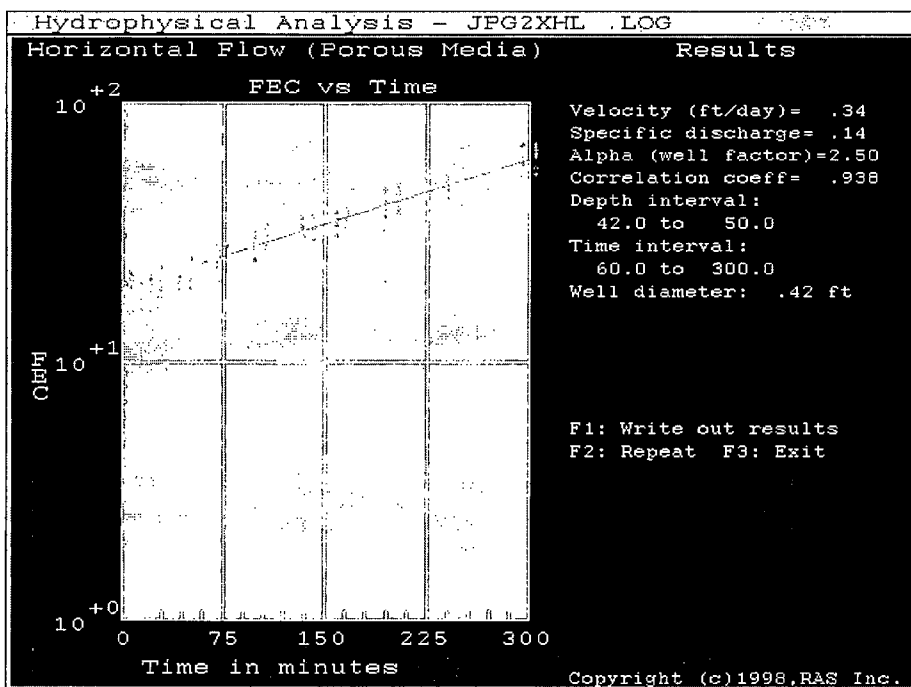 Hydrophysical Analysis - JPG2XHL .LOG
Horizontal Flow (Porous Media)
Results
FEC vs Time
10+2
10+1
10+0
FEC
0 75 150 225 300
Time in minutes
Velocity (ft/day)= .34
Specific discharge= .14
Alpha (well factor)=2.50
Correlation coeff= .938
Depth interval:
42.0 to 50.0
Time interval:
60.0 to 300.0
Well diameter: .42 ft
F1: Write out results
F2: Repeat F3: Exit
Copyright (c)1998,RAS Inc.